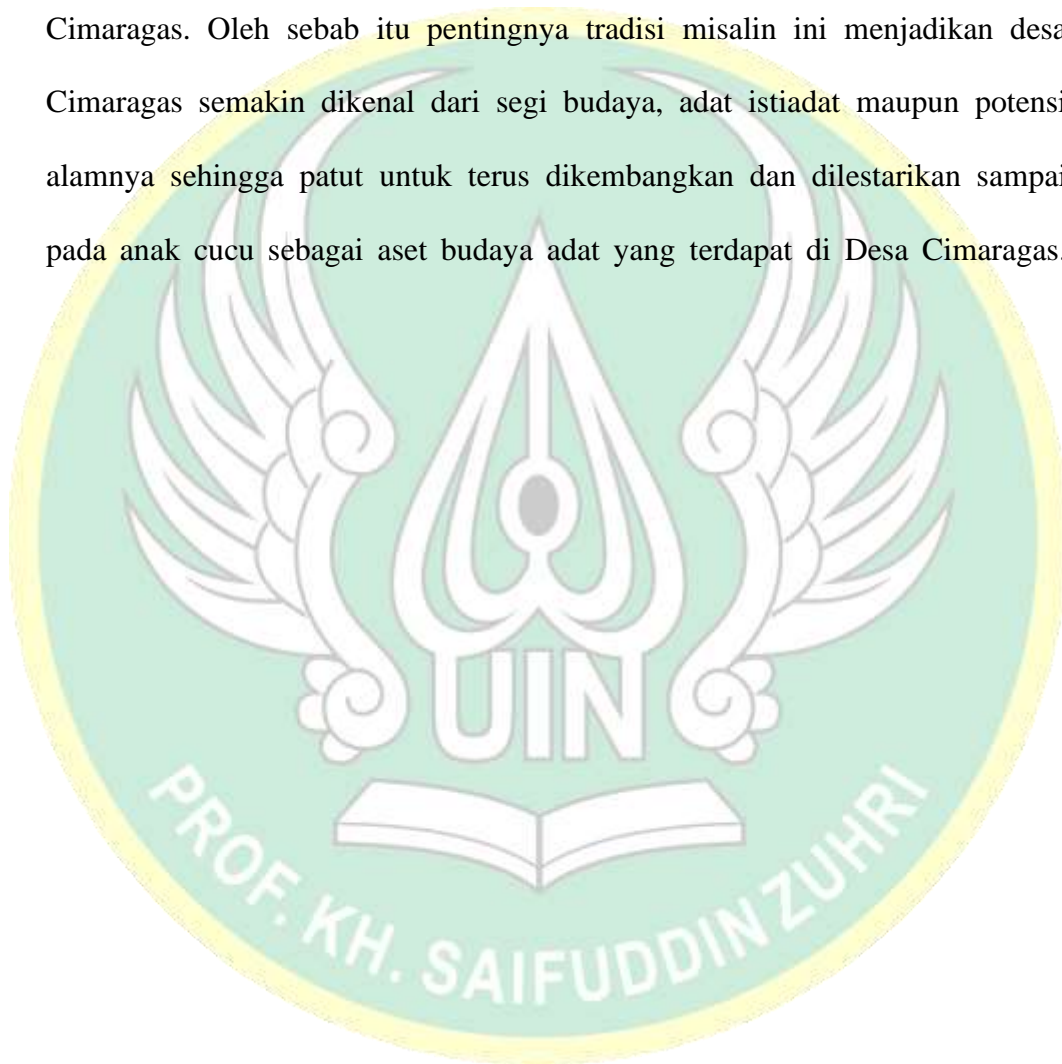 Cimaragas. Oleh sebab itu pentingnya tradisi misalin ini menjadikan desa
Cimaragas semakin dikenal dari segi budaya, adat istiadat maupun potensi
alamnya sehingga patut untuk terus dikembangkan dan dilestarikan sampai
pada anak cucu sebagai aset budaya adat yang terdapat di Desa Cimaragas.
UIN
PROF. KH. SAIFUDDIN ZUHRI